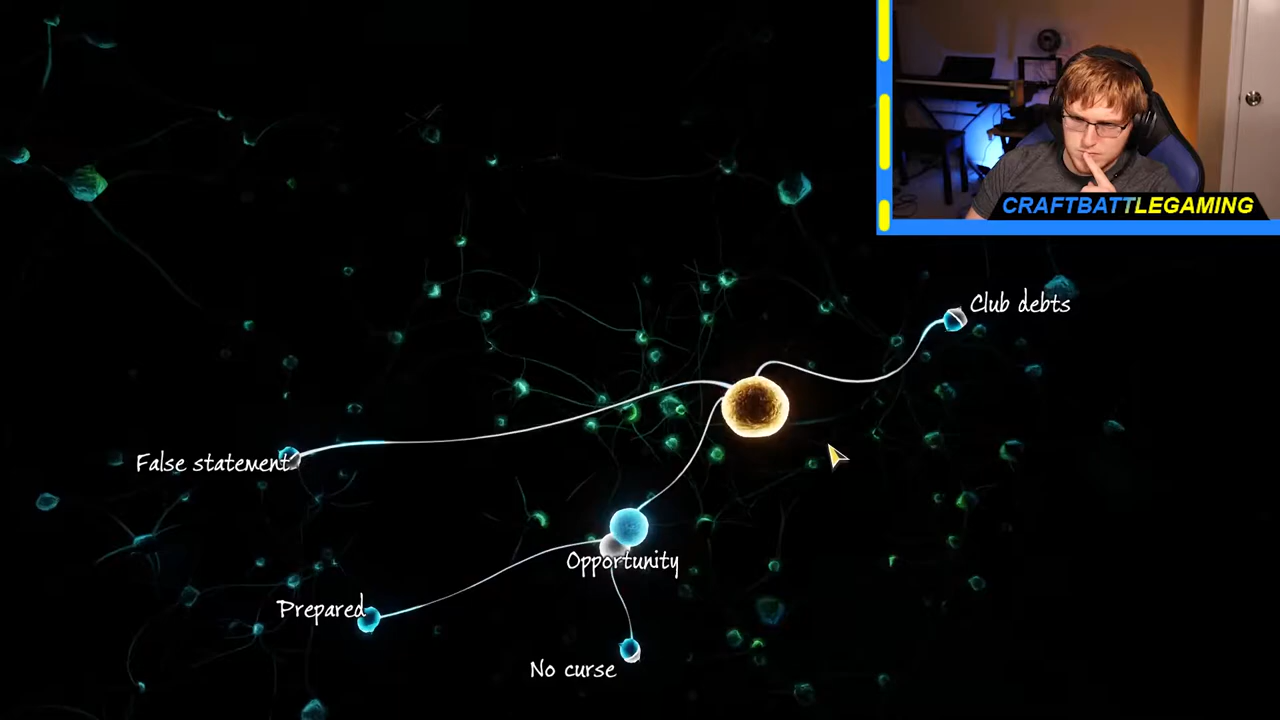 CRAFTBATTLEGAMING
Club debts
False statement
Opportunity
Prepared
No curse